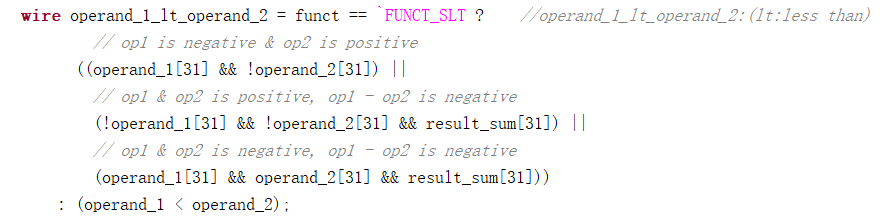 wire operand_1_lt_operand_2 = funct == `FUNCT_SLT ? //operand_1_lt_operand_2:(lt:less than)
// op1 is negative & op2 is positive
((operand_1[31] && !operand_2[31]) ||
// op1 & op2 is positive, op1 - op2 is negative
(!operand_1[31] && !operand_2[31] && result_sum[31]) ||
// op1 & op2 is negative, op1 - op2 is negative
(operand_1[31] && operand_2[31] && result_sum[31]))
: (operand_1 < operand_2);